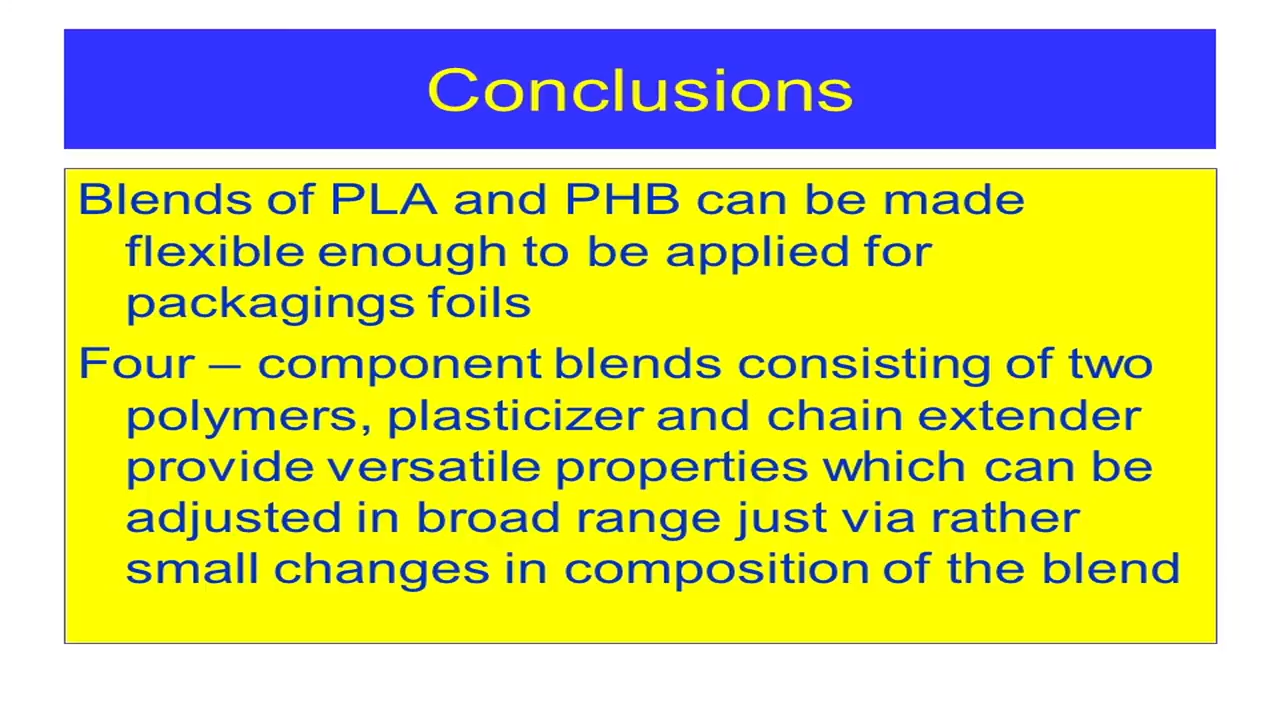 Conclusions
Blends of PLA and PHB can be made
flexible enough to be applied for
packagings foils
Four – component blends consisting of two
polymers, plasticizer and chain extender
provide versatile properties which can be
adjusted in broad range just via rather
small changes in composition of the blend